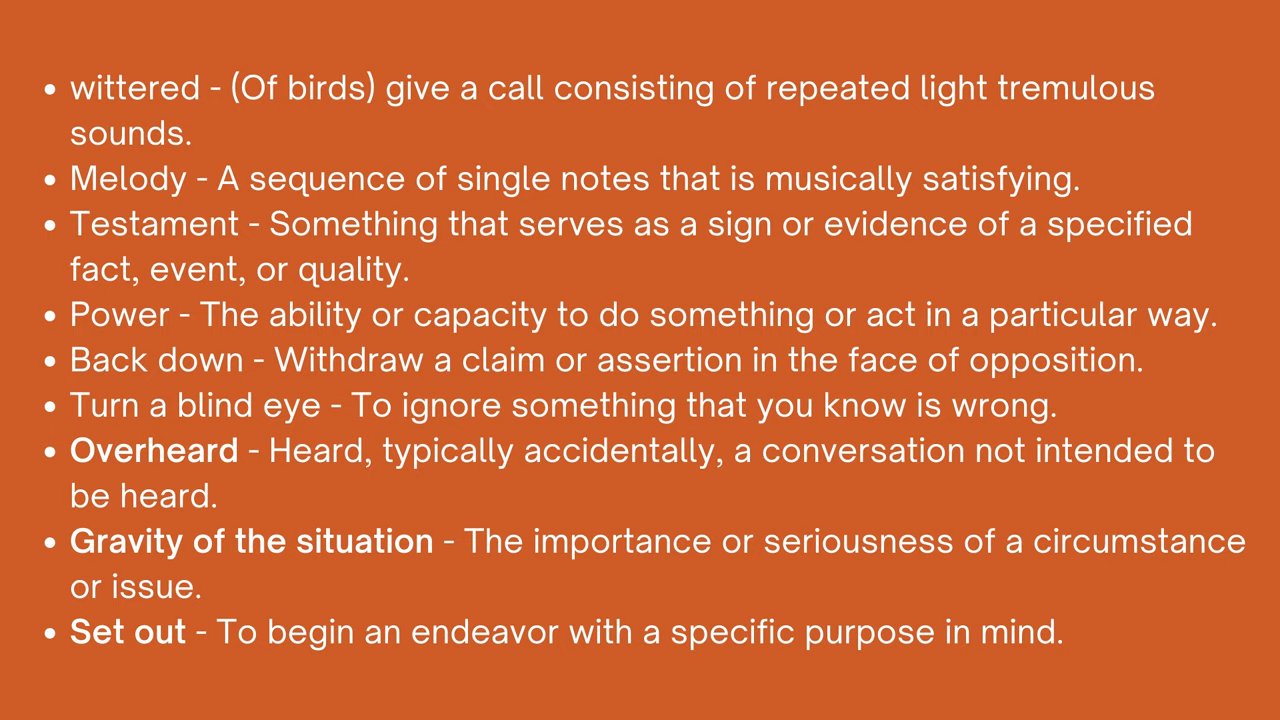 • wittered - (Of birds) give a call consisting of repeated light tremulous
sounds.
• Melody - A sequence of single notes that is musically satisfying.
• Testament - Something that serves as a sign or evidence of a specified
fact, event, or quality.
• Power - The ability or capacity to do something or act in a particular way.
• Back down - Withdraw a claim or assertion in the face of opposition.
• Turn a blind eye - To ignore something that you know is wrong.
• Overheard - Heard, typically accidentally, a conversation not intended to
be heard.
• Gravity of the situation - The importance or seriousness of a circumstance
or issue.
• Set out - To begin an endeavor with a specific purpose in mind.